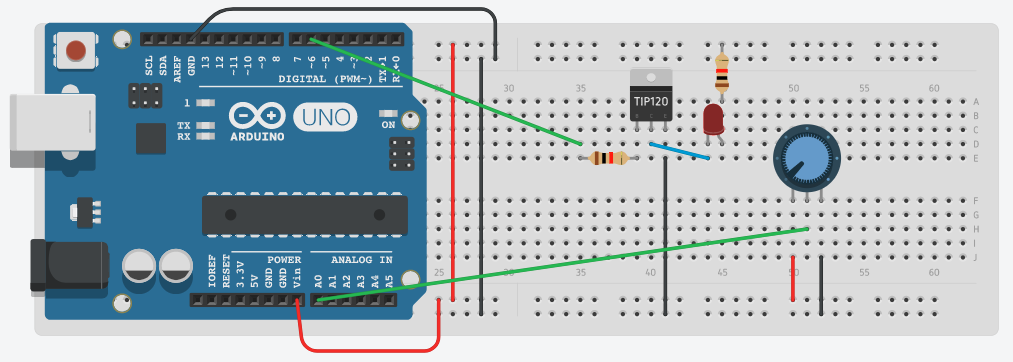 SCL
SDA
AREF
GND
13
12
~11
~10
~9
8
7
~6
~5
4
~3
2
TX→1
RX←0
DIGITAL (PWM~)
1
TX
RX
UNO
ARDUINO
ON
TIP120
B C E
25 30 35 40 45 50 55 60
A
B
C
D
E
F
G
H
I
J
POWER
ANALOG IN
IOREF
RESET
3.3V
5V
GND
GND
Vin
A0
A1
A2
A3
A4
A5
25 30 35 40 45 50 55 60